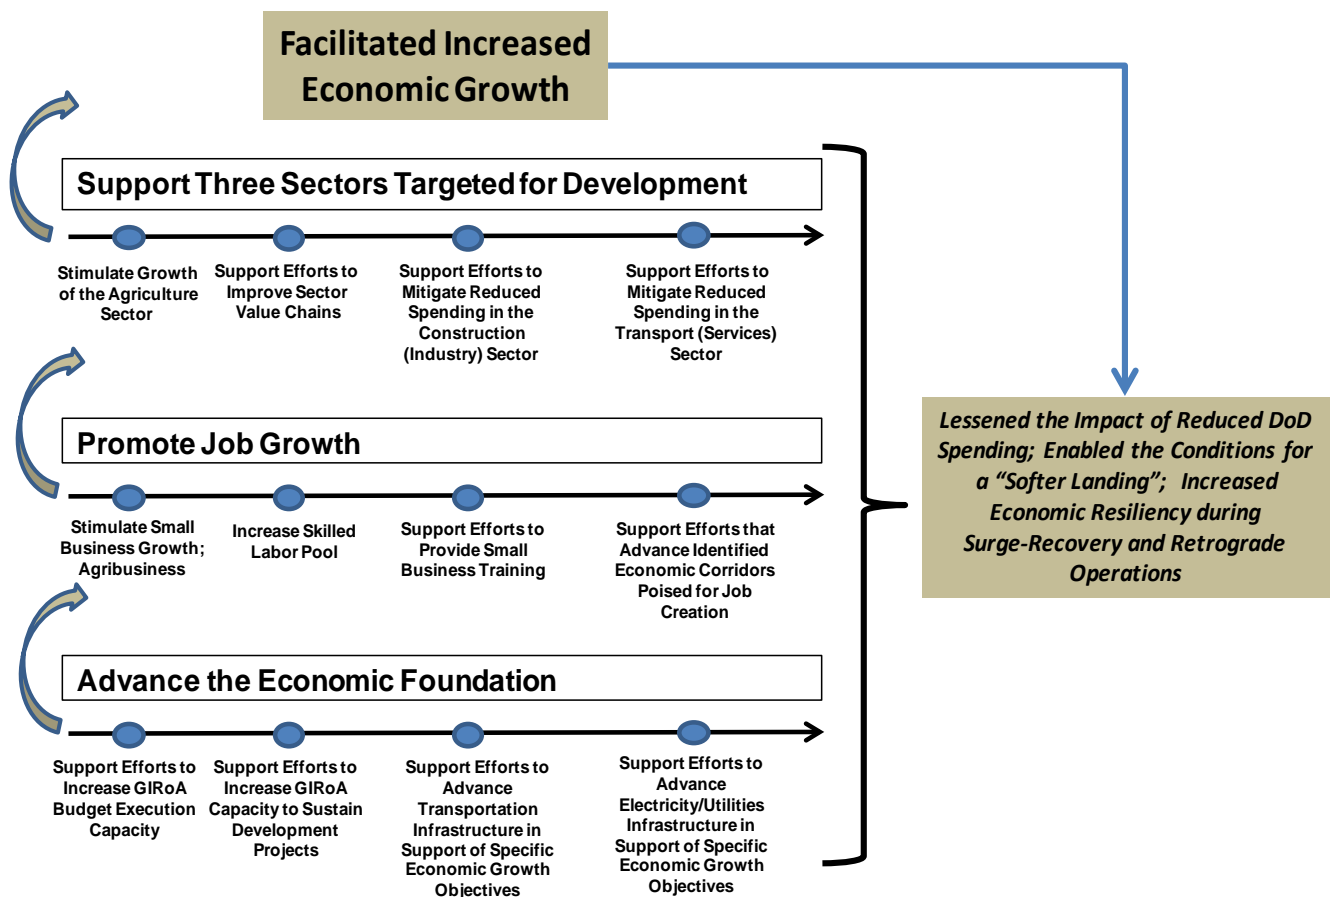 Facilitated Increased
Economic Growth
Support Three Sectors Targeted for Development
Stimulate Growth
of the Agriculture
Sector
Support Efforts to
Improve Sector
Value Chains
Support Efforts to
Mitigate Reduced
Spending in the
Construction
(Industry) Sector
Support Efforts to
Mitigate Reduced
Spending in the
Transport (Services)
Sector
Promote Job Growth
Stimulate Small
Business Growth;
Agribusiness
Increase Skilled
Labor Pool
Support Efforts to
Provide Small
Business Training
Support Efforts that
Advance Identified
Economic Corridors
Poised for Job
Creation
Advance the Economic Foundation
Support Efforts to
Increase GIRoA
Budget Execution
Capacity
Support Efforts to
Increase GIRoA
Capacity to Sustain
Development
Projects
Support Efforts to
Advance
Transportation
Infrastructure in
Support of Specific
Economic Growth
Objectives
Support Efforts to
Advance
Electricity/Utilities
Infrastructure in
Support of Specific
Economic Growth
Objectives
Lessened the Impact of Reduced DoD
Spending; Enabled the Conditions for
a “Softer Landing”; Increased
Economic Resiliency during
Surge-Recovery and Retrograde
Operations